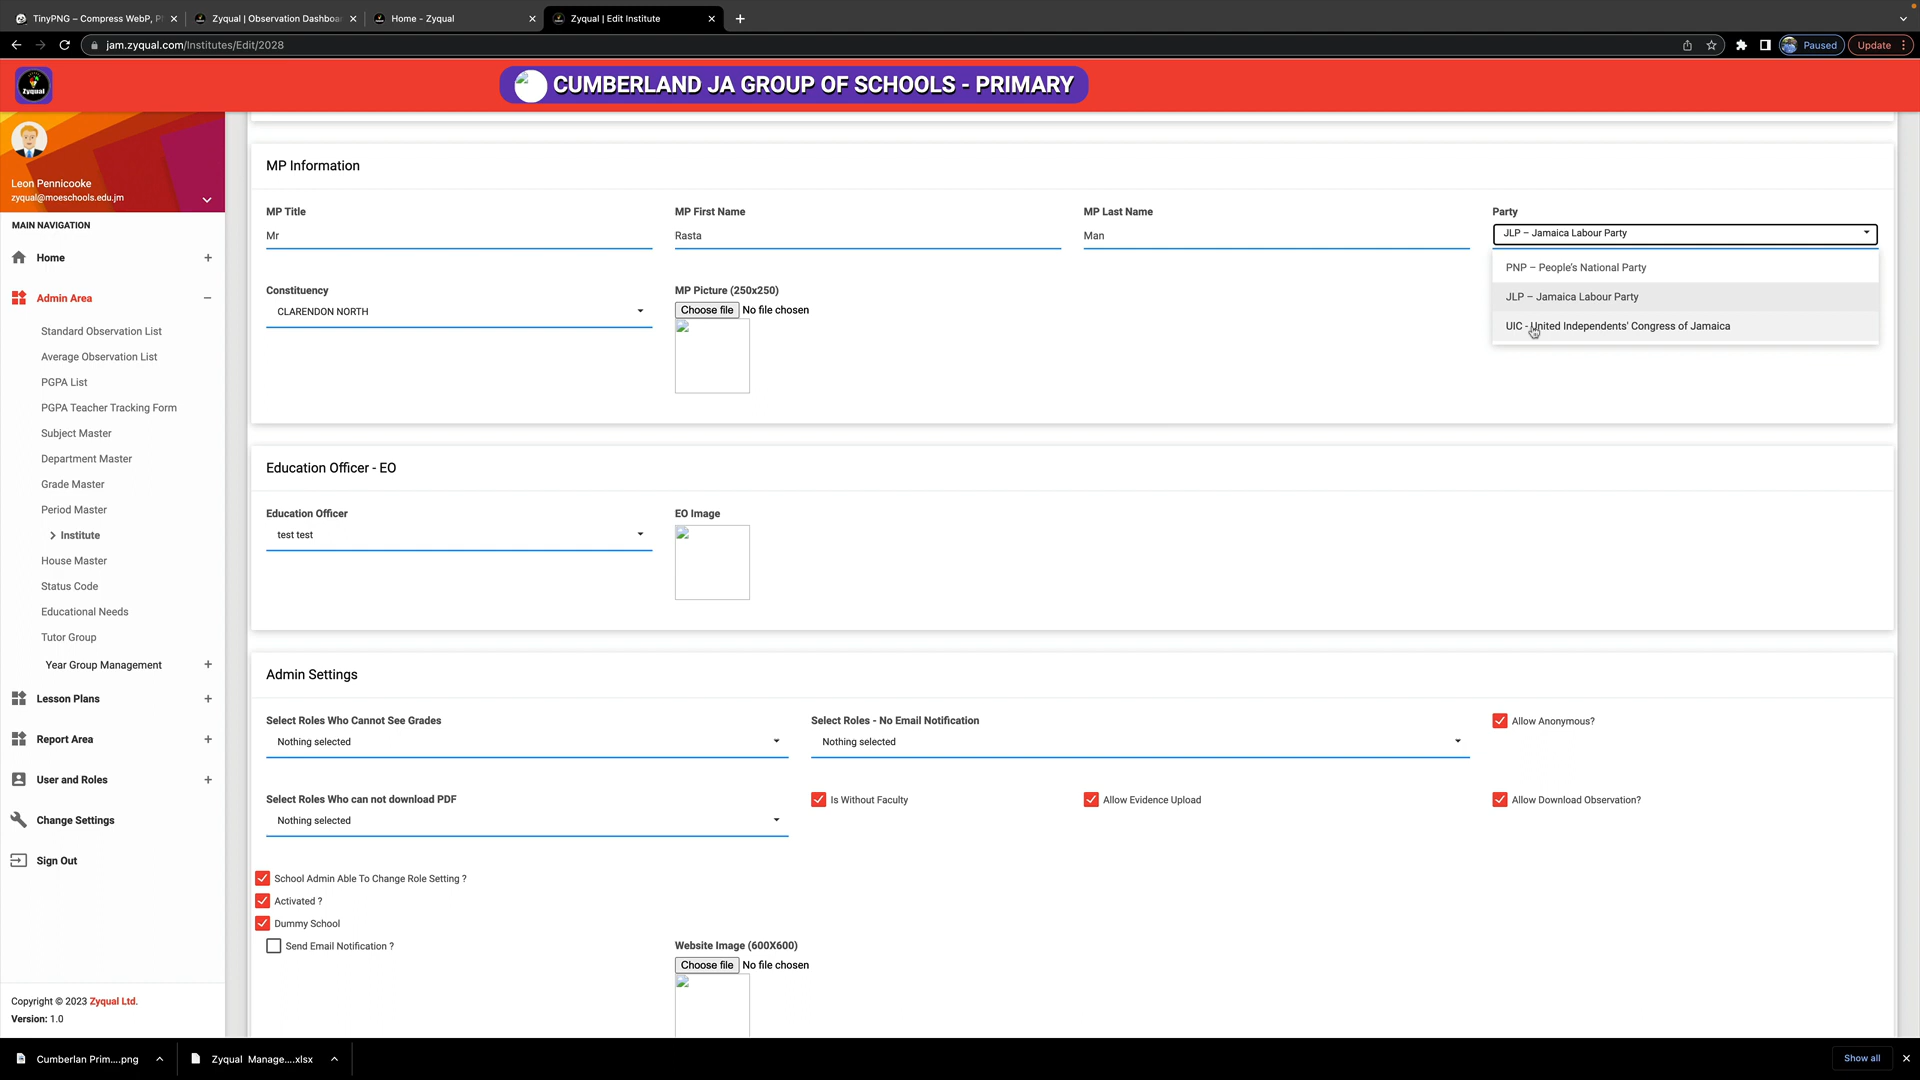 TinyPNG – Compress WebP, P
Zyqual | Observation Dashboa
Home - Zyqual
Zyqual | Edit Institute
jam.zyqual.com/Institutes/Edit/2028
Paused
Update
Zyqual
CUMBERLAND JA GROUP OF SCHOOLS - PRIMARY
Leon Pennicooke
zyqual@moeschools.edu.jm
MAIN NAVIGATION
Home
Admin Area
Standard Observation List
Average Observation List
PGPA List
PGPA Teacher Tracking Form
Subject Master
Department Master
Grade Master
Period Master
Institute
House Master
Status Code
Educational Needs
Tutor Group
Year Group Management
Lesson Plans
Report Area
User and Roles
Change Settings
Sign Out
Copyright © 2023 Zyqual Ltd.
Version: 1.0
MP Information
MP Title
MP First Name
MP Last Name
Party
Mr
Rasta
Man
JLP – Jamaica Labour Party
PNP – People's National Party
JLP – Jamaica Labour Party
UIC - United Independents' Congress of Jamaica
Constituency
MP Picture (250x250)
CLARENDON NORTH
Choose file No file chosen
Education Officer - EO
Education Officer
EO Image
test test
Admin Settings
Select Roles Who Cannot See Grades
Select Roles - No Email Notification
Allow Anonymous?
Nothing selected
Nothing selected
Select Roles Who can not download PDF
Is Without Faculty
Allow Evidence Upload
Allow Download Observation?
Nothing selected
School Admin Able To Change Role Setting ?
Activated ?
Dummy School
Send Email Notification ?
Website Image (600X600)
Choose file No file chosen
Cumberlan Prim....png
Zyqual Manage....xlsx
Show all